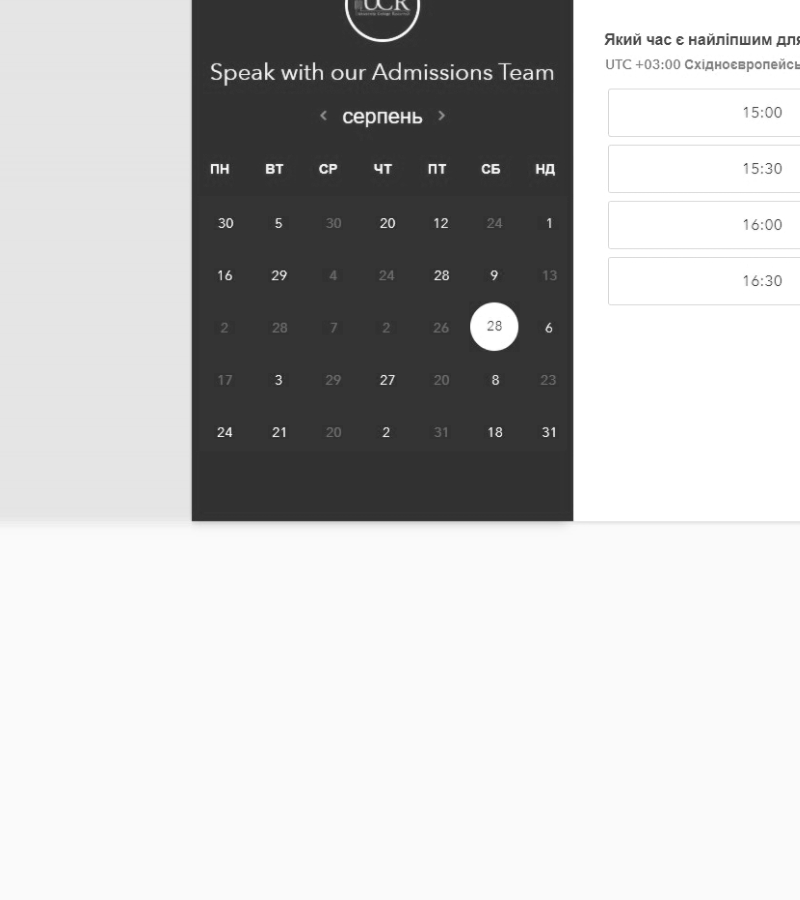 UCR
Speak with our Admissions Team
серпень
ПН ВТ СР ЧТ ПТ СБ НД
30 5 30 20 12 24 1
16 29 4 24 28 9 13
2 28 7 2 26 28 6
17 3 29 27 20 8 23
24 21 20 2 31 18 31
Який час є найліпшим для
UTC +03:00 Східноєвропейсь
15:00
15:30
16:00
16:30